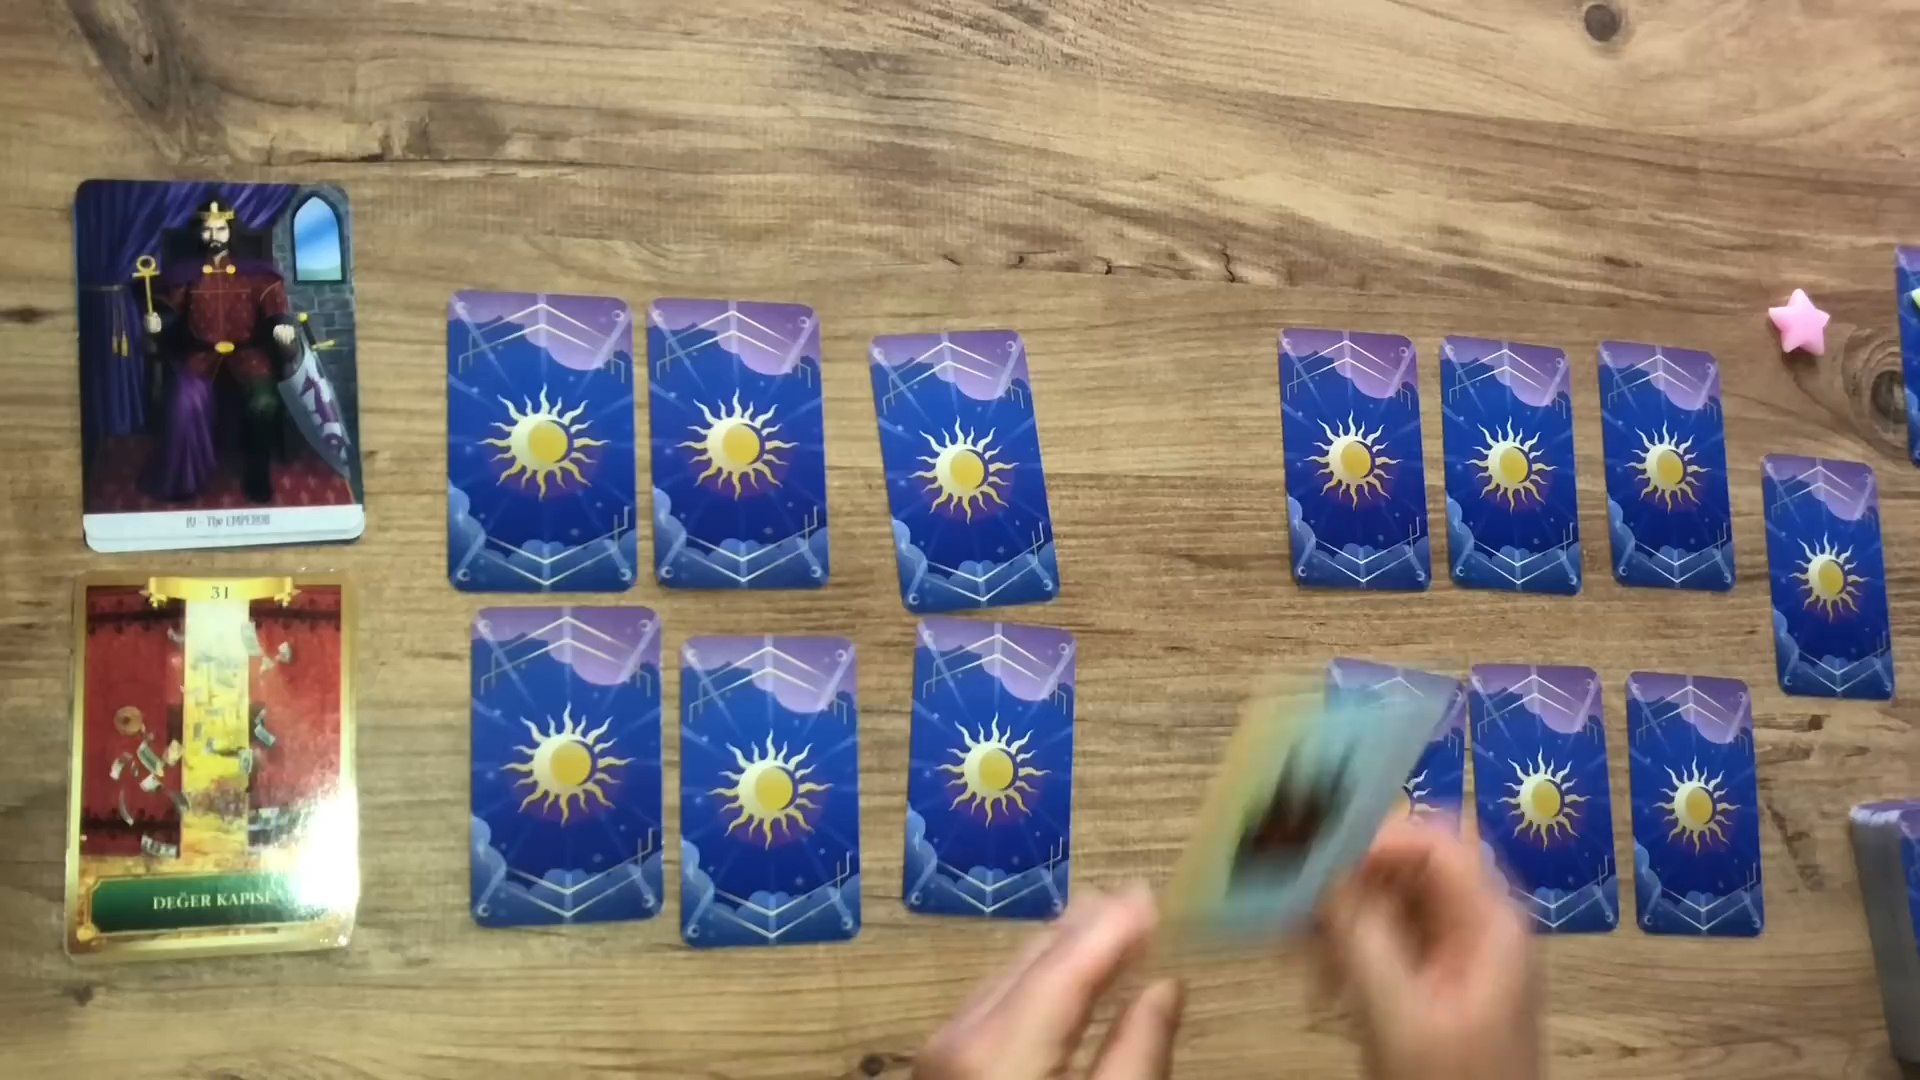 IV - The EMPEROR
31
DEĞER KAPISI